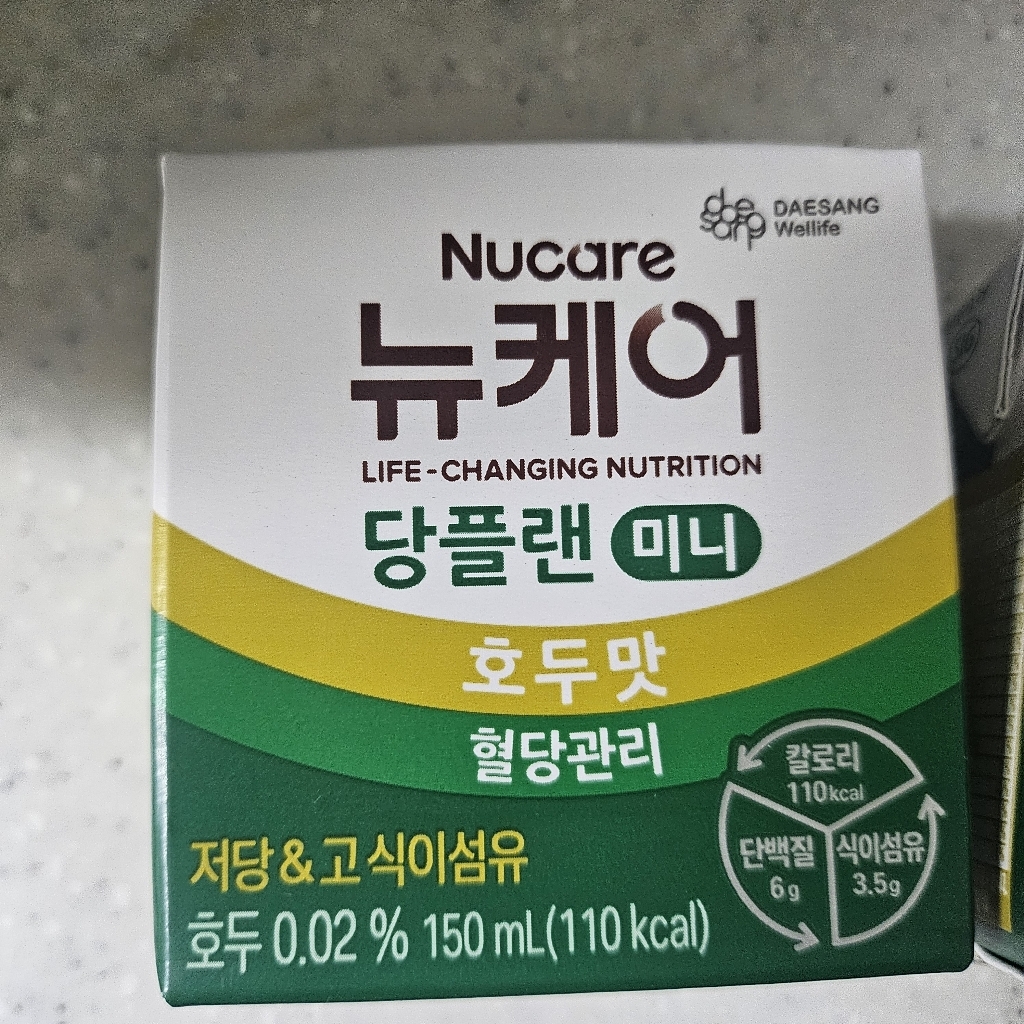 daesang
DAESANG
Wellife
Nucare
뉴케어
LIFE-CHANGING NUTRITION
당플랜 미니
호두맛
혈당관리
칼로리
110kcal
단백질
6g
식이섬유
3.5g
저당&고 식이섬유
호두 0.02 % 150 mL(110 kcal)